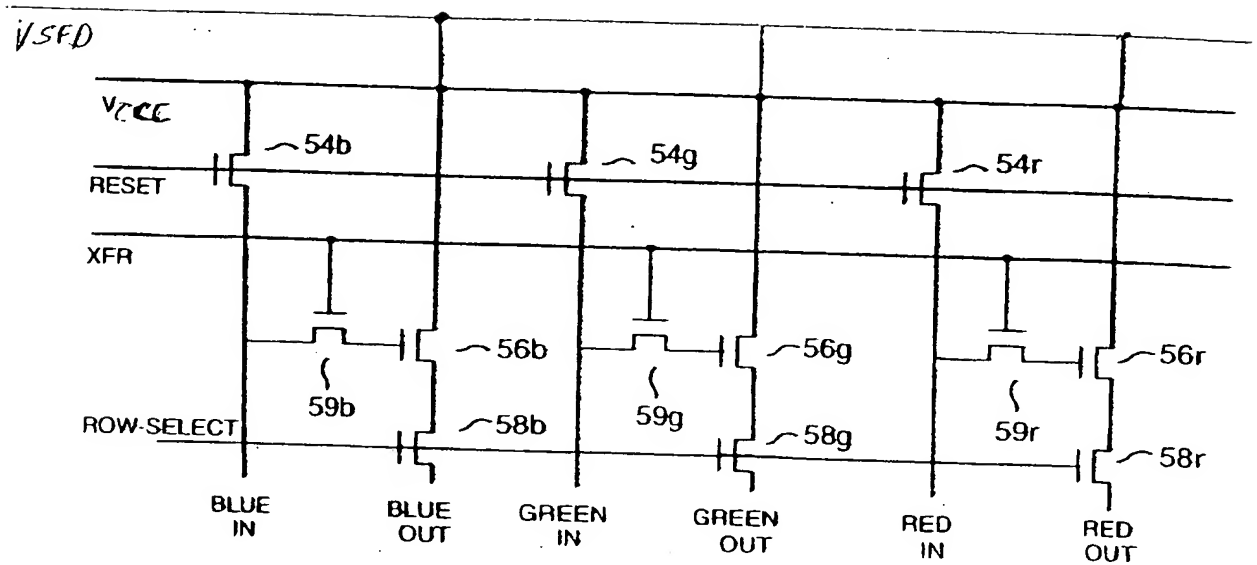 VSFD
54b
54g
54r
RESET
XFR
56b
56g
56r
59b
59g
59r
ROW-SELECT
58b
58g
58r
BLUE IN
BLUE OUT
GREEN IN
GREEN OUT
RED IN
RED OUT